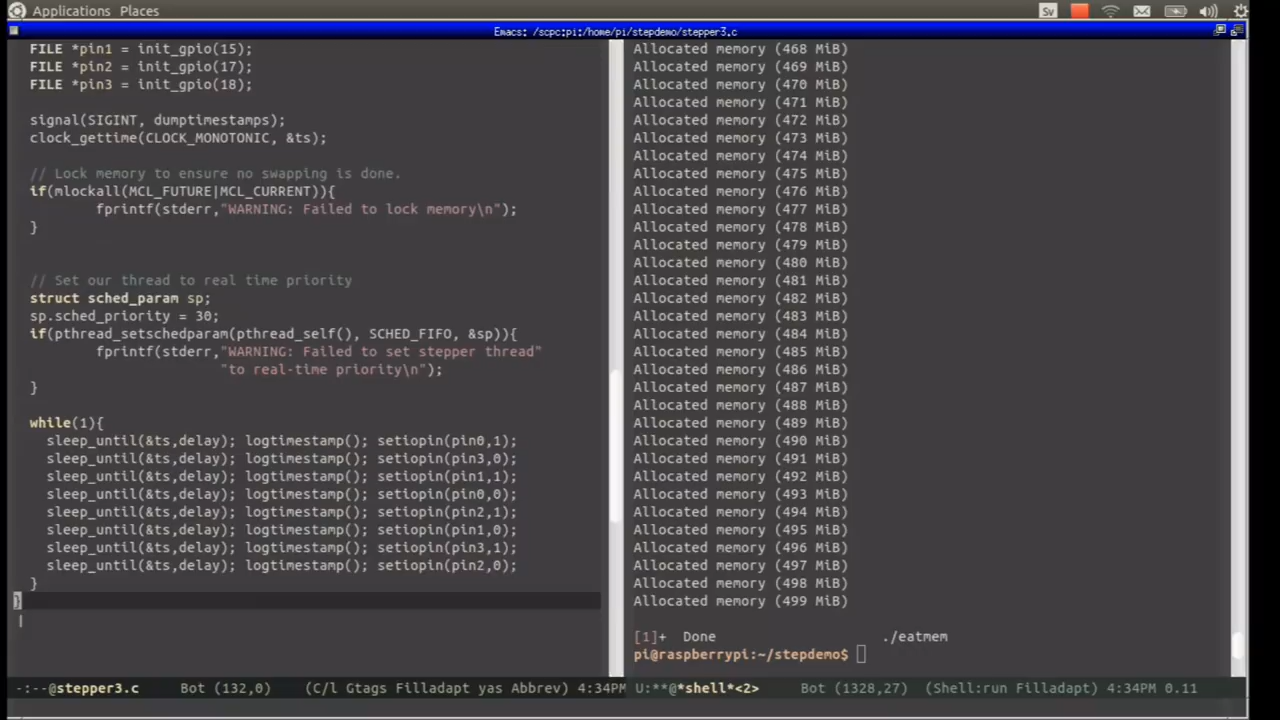 Applications Places
Sv
Emacs: /scpc:pi:/home/pi/stepdemo/stepper3.c
FILE *pin1 = init_gpio(15);
FILE *pin2 = init_gpio(17);
FILE *pin3 = init_gpio(18);
signal(SIGINT, dumptimestamps);
clock_gettime(CLOCK_MONOTONIC, &ts);
// Lock memory to ensure no swapping is done.
if(mlockall(MCL_FUTURE|MCL_CURRENT)){
fprintf(stderr,"WARNING: Failed to lock memory\n");
}
// Set our thread to real time priority
struct sched_param sp;
sp.sched_priority = 30;
if(pthread_setschedparam(pthread_self(), SCHED_FIFO, &sp)){
fprintf(stderr,"WARNING: Failed to set stepper thread"
"to real-time priority\n");
}
while(1){
sleep_until(&ts,delay); logtimestamp(); setiopin(pin0,1);
sleep_until(&ts,delay); logtimestamp(); setiopin(pin3,0);
sleep_until(&ts,delay); logtimestamp(); setiopin(pin1,1);
sleep_until(&ts,delay); logtimestamp(); setiopin(pin0,0);
sleep_until(&ts,delay); logtimestamp(); setiopin(pin2,1);
sleep_until(&ts,delay); logtimestamp(); setiopin(pin1,0);
sleep_until(&ts,delay); logtimestamp(); setiopin(pin3,1);
sleep_until(&ts,delay); logtimestamp(); setiopin(pin2,0);
}
}
-:--@stepper3.c Bot (132,0) (C/l Gtags Filladapt yas Abbrev) 4:34PM
Allocated memory (468 MiB)
Allocated memory (469 MiB)
Allocated memory (470 MiB)
Allocated memory (471 MiB)
Allocated memory (472 MiB)
Allocated memory (473 MiB)
Allocated memory (474 MiB)
Allocated memory (475 MiB)
Allocated memory (476 MiB)
Allocated memory (477 MiB)
Allocated memory (478 MiB)
Allocated memory (479 MiB)
Allocated memory (480 MiB)
Allocated memory (481 MiB)
Allocated memory (482 MiB)
Allocated memory (483 MiB)
Allocated memory (484 MiB)
Allocated memory (485 MiB)
Allocated memory (486 MiB)
Allocated memory (487 MiB)
Allocated memory (488 MiB)
Allocated memory (489 MiB)
Allocated memory (490 MiB)
Allocated memory (491 MiB)
Allocated memory (492 MiB)
Allocated memory (493 MiB)
Allocated memory (494 MiB)
Allocated memory (495 MiB)
Allocated memory (496 MiB)
Allocated memory (497 MiB)
Allocated memory (498 MiB)
Allocated memory (499 MiB)
[1]+ Done ./eatmem
pi@raspberrypi:~/stepdemo$
U:**@*shell*<2> Bot (1328,27) (Shell:run Filladapt) 4:34PM 0.11